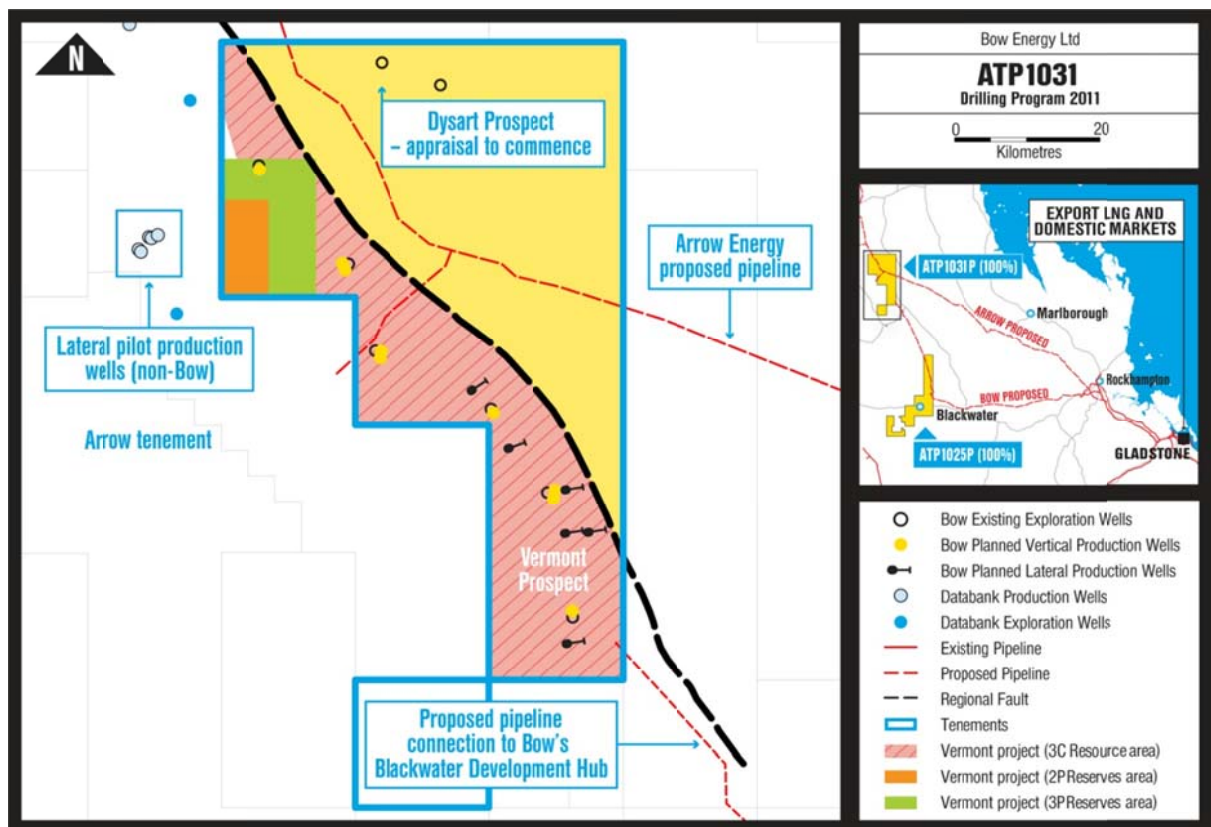 N
Dysart Prospect
– appraisal to commence
Arrow Energy
proposed pipeline
Lateral pilot production
wells (non-Bow)
Arrow tenement
Vermont
Prospect
Proposed pipeline
connection to Bow's
Blackwater Development Hub
Bow Energy Ltd
ATP1031
Drilling Program 2011
0 20
Kilometres
EXPORT LNG AND
DOMESTIC MARKETS
ATP1031P (100%)
Marlborough
ARROW PROPOSED
Rockhampton
BOW PROPOSED
Blackwater
ATP1025P (100%)
GLADSTONE
Bow Existing Exploration Wells
Bow Planned Vertical Production Wells
Bow Planned Lateral Production Wells
Databank Production Wells
Databank Exploration Wells
Existing Pipeline
Proposed Pipeline
Regional Fault
Tenements
Vermont project (3C Resource area)
Vermont project (2P Reserves area)
Vermont project (3P Reserves area)